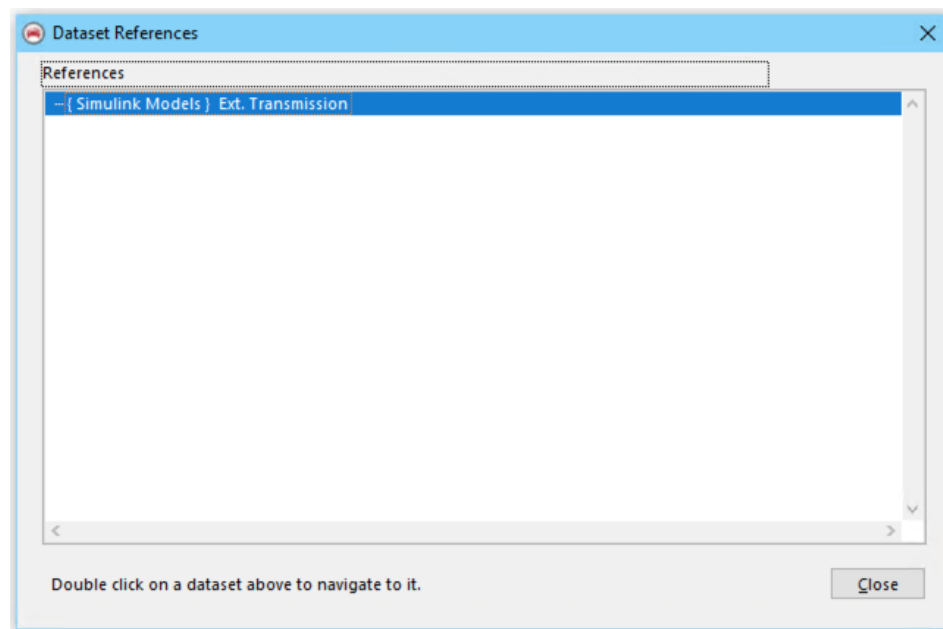 Dataset References
References
{ Simulink Models } Ext. Transmission
Double click on a dataset above to navigate to it.
Close